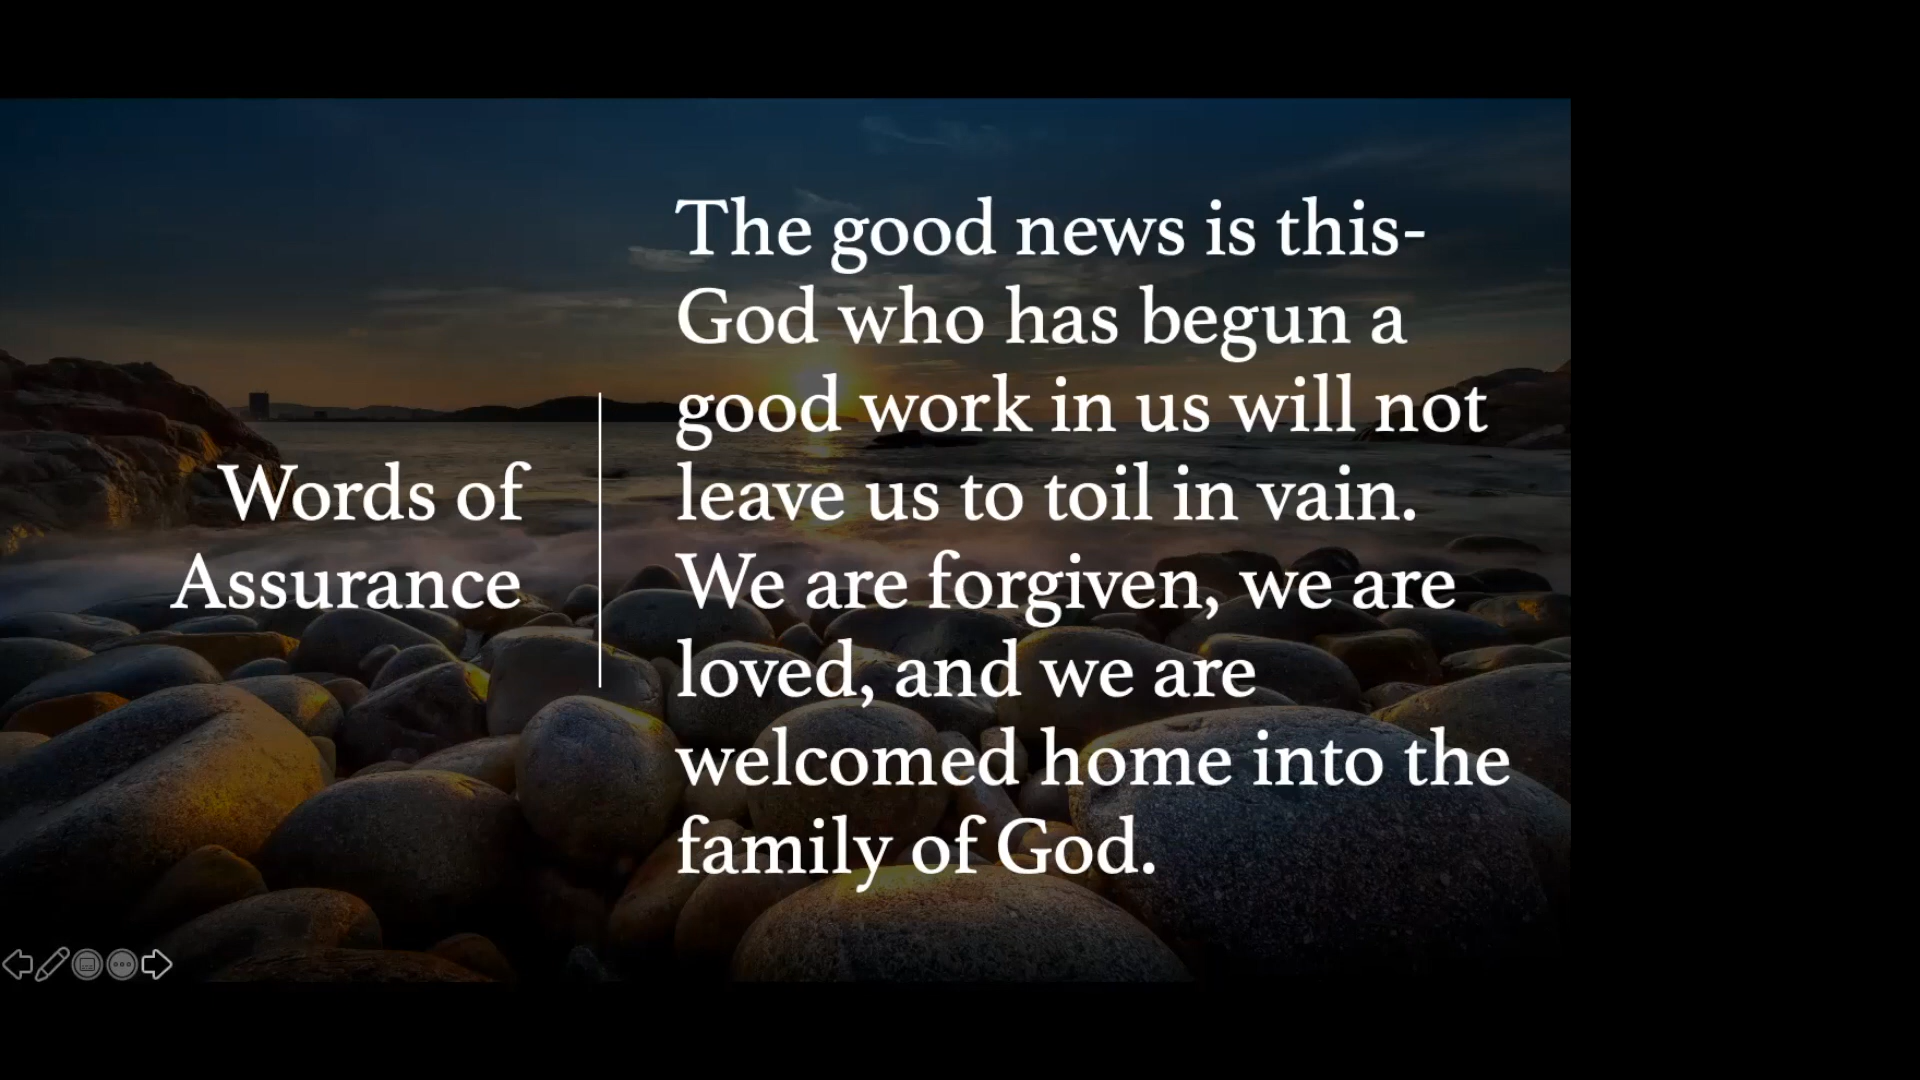 Words of
Assurance
The good news is this-
God who has begun a
good work in us will not
leave us to toil in vain.
We are forgiven, we are
loved, and we are
welcomed home into the
family of God.